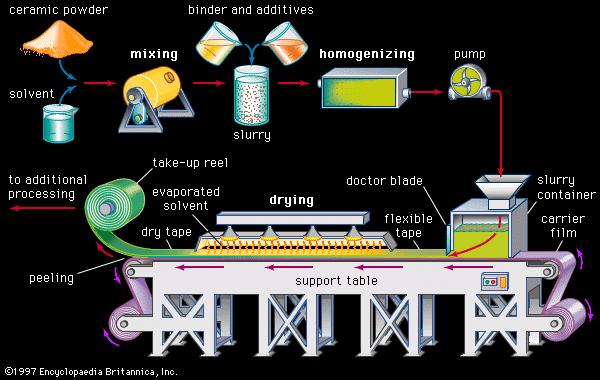 ceramic powder
binder and additives
mixing
homogenizing
pump
solvent
slurry
take-up reel
to additional
processing
evaporated
solvent
drying
doctor blade
slurry
container
dry tape
flexible
tape
carrier
film
peeling
support table
©1997 Encyclopaedia Britannica, Inc.